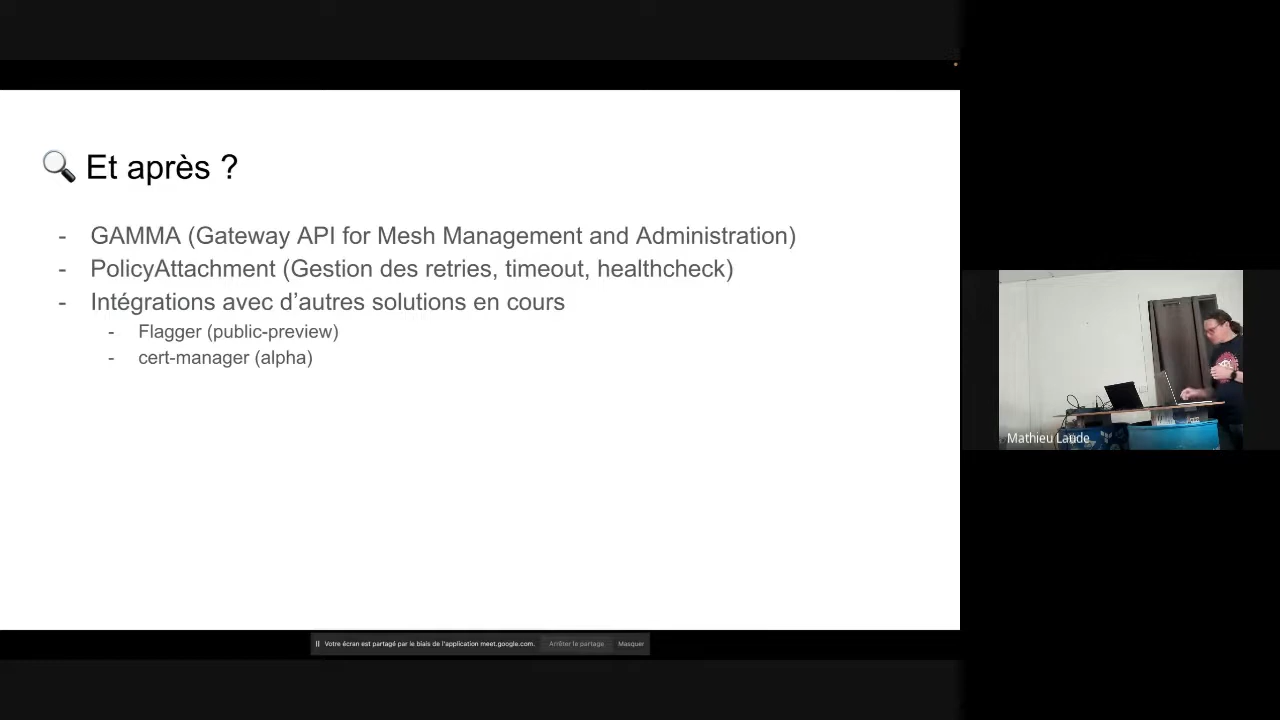 Et après ?
- GAMMA (Gateway API for Mesh Management and Administration)
- PolicyAttachment (Gestion des retries, timeout, healthcheck)
- Intégrations avec d’autres solutions en cours
- Flagger (public-preview)
- cert-manager (alpha)
Mathieu Laude
Votre écran est partagé par le biais de l'application meet.google.com. Arrêter le partage Masquer